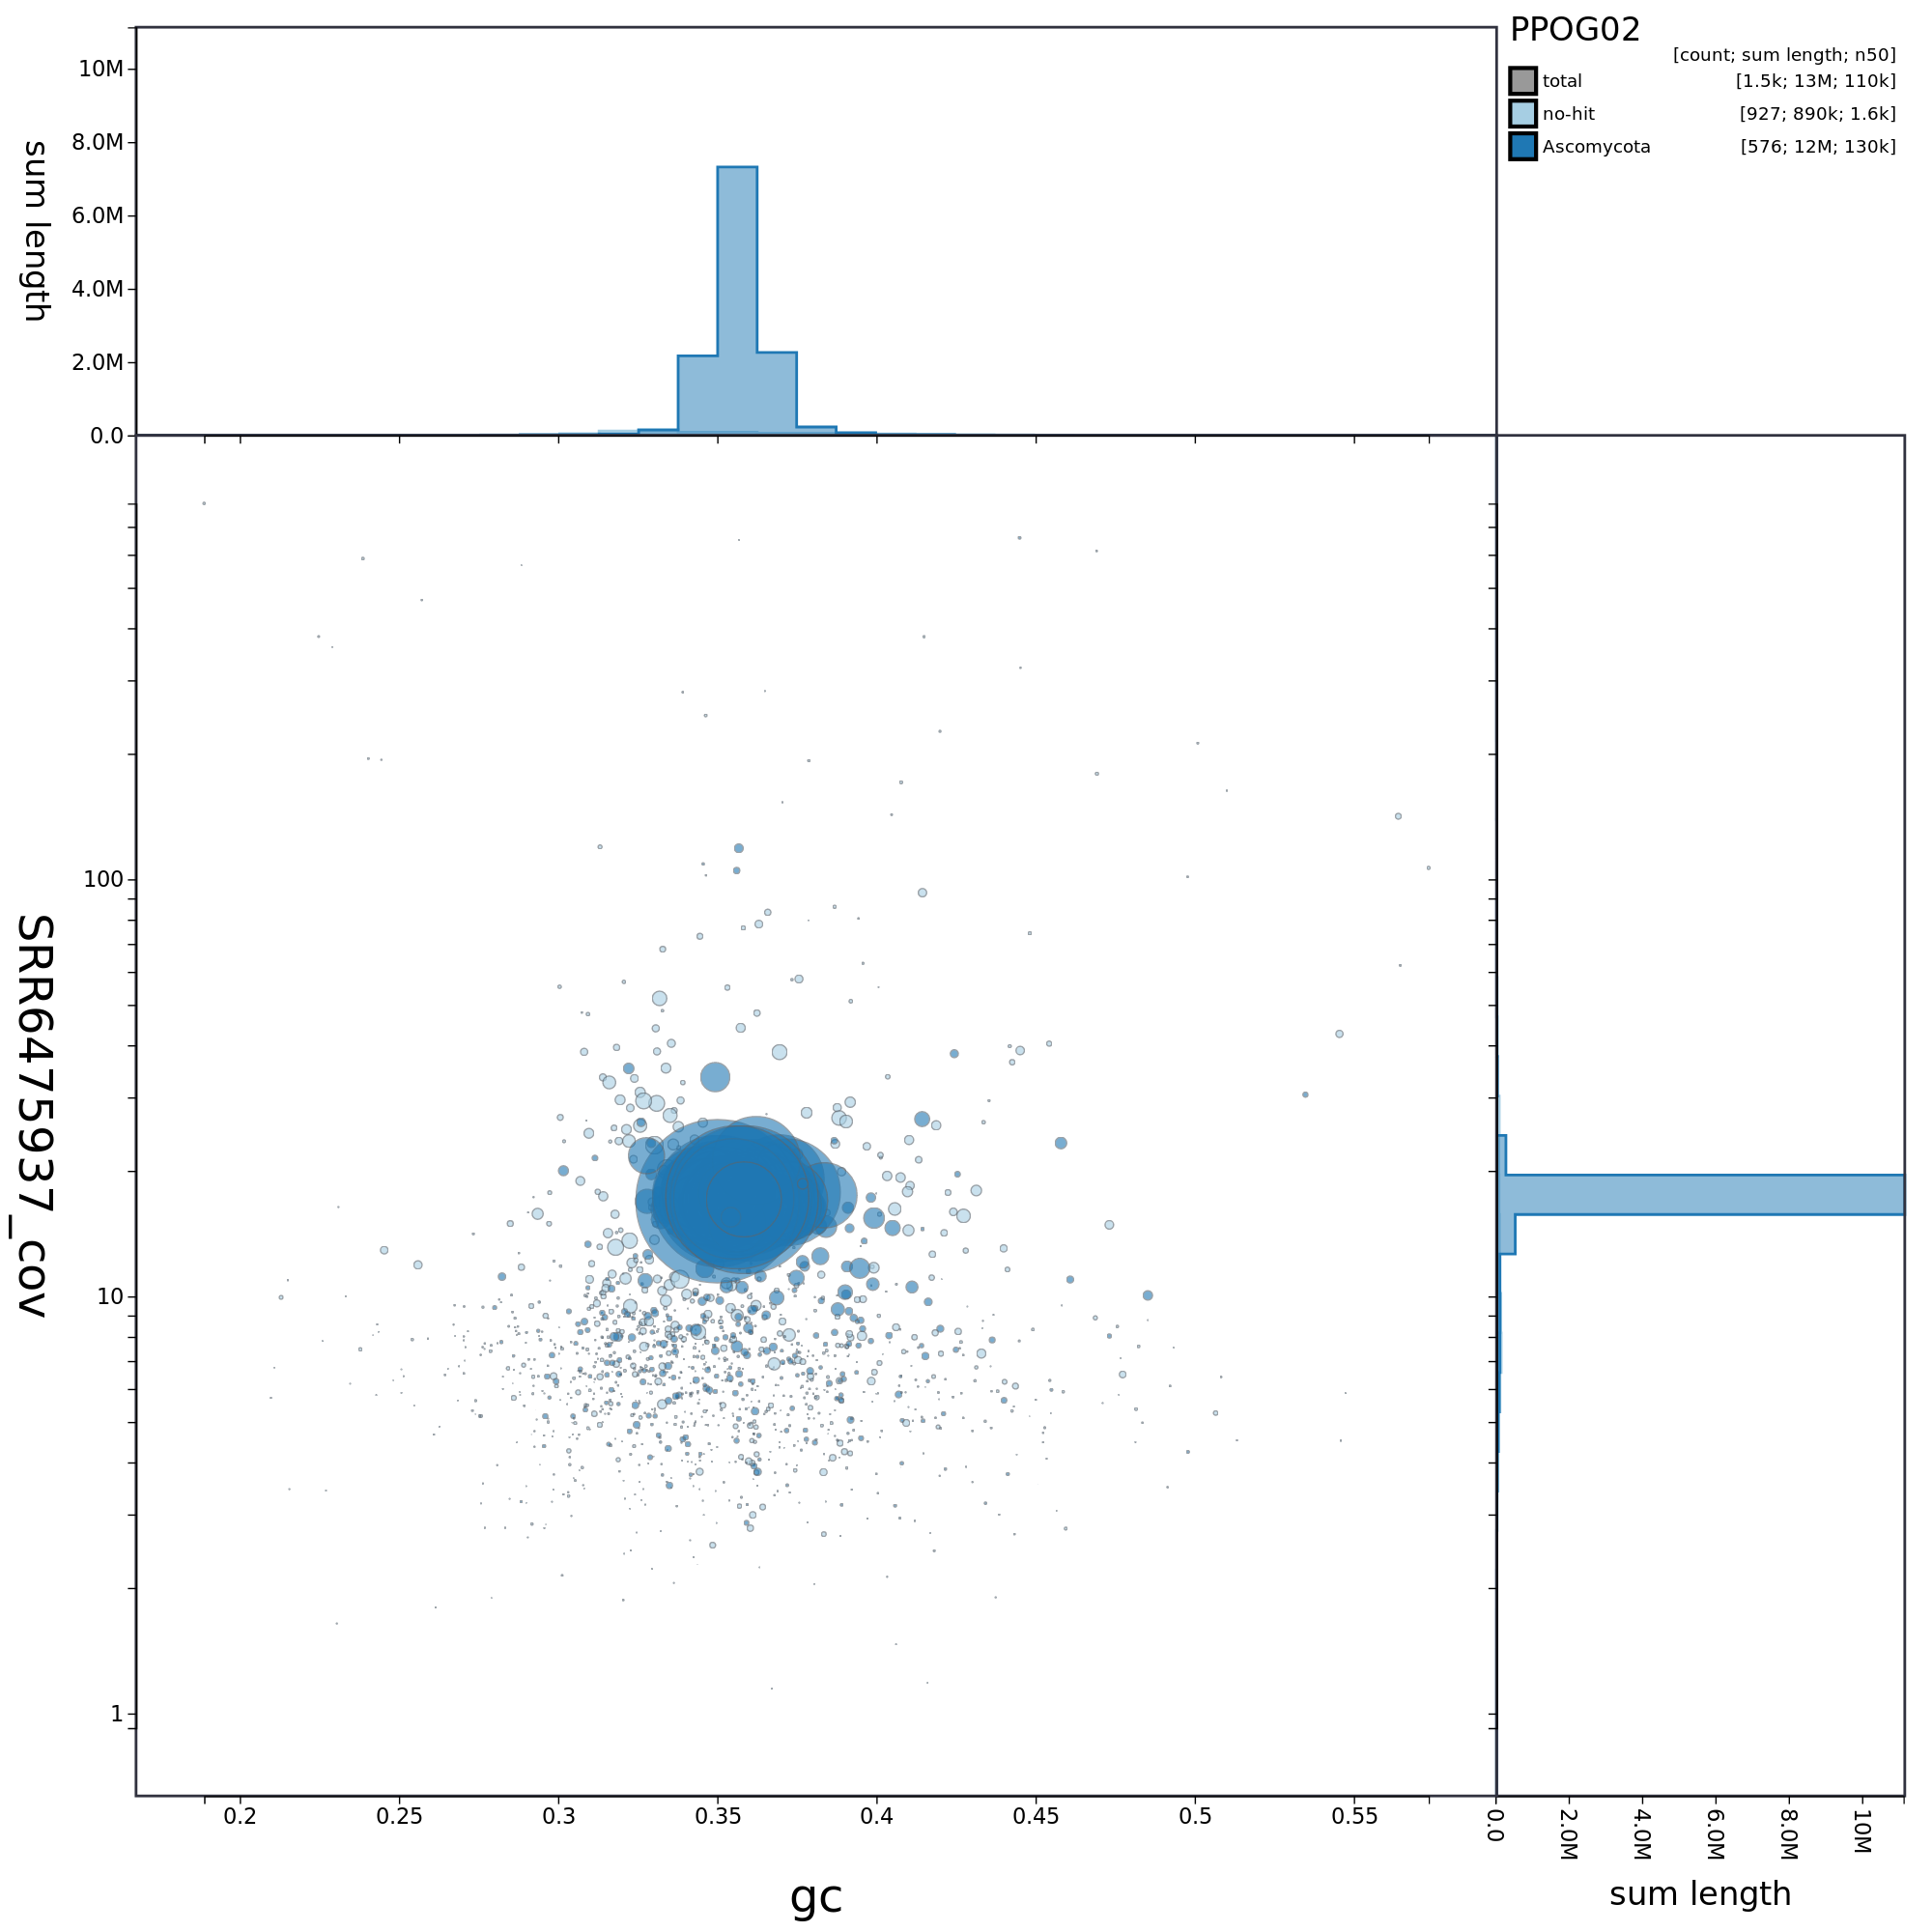 PPOG02
[count; sum length; n50]
total [1.5k; 13M; 110k]
no-hit [927; 890k; 1.6k]
Ascomycota [576; 12M; 130k]
sum length
10M
8.0M
6.0M
4.0M
2.0M
0.0
SRR6475937_cov
100
10
1
0.2 0.25 0.3 0.35 0.4 0.45 0.5 0.55
gc
0.0 2.0M 4.0M 6.0M 8.0M 10M
sum length